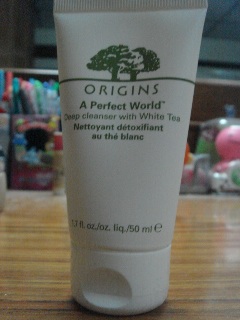 ORIGINS
A Perfect World™
Deep cleanser with White Tea
Nettoyant détoxifiant
au thé blanc
1.7 fl.oz./oz. liq./50 ml ℮